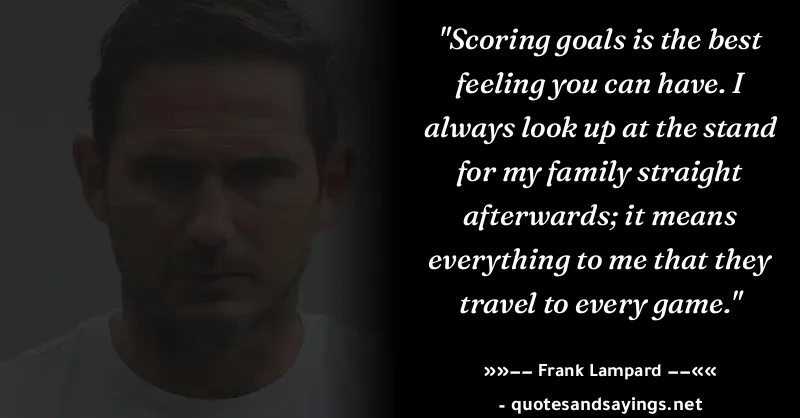 "Scoring goals is the best
feeling you can have. I
always look up at the stand
for my family straight
afterwards; it means
everything to me that they
travel to every game."
»»–– Frank Lampard ––««
- quotesandsayings.net